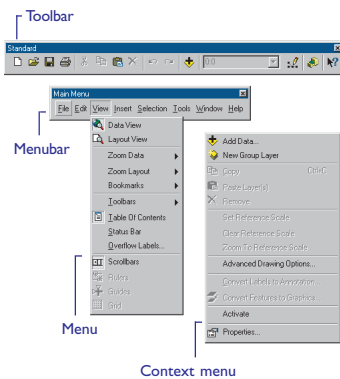 Toolbar
Standard
0:0
Main Menu
File Edit View Insert Selection Tools Window Help
Menubar
Data View
Layout View
Zoom Data
Zoom Layout
Bookmarks
Toolbars
Table Of Contents
Status Bar
Overflow Labels...
Scrollbars
Rulers
Guides
Grid
Add Data...
New Group Layer
Copy Ctrl+C
Paste Layer(s)
Remove
Set Reference Scale
Clear Reference Scale
Zoom To Reference Scale
Advanced Drawing Options...
Convert Labels to Annotation...
Convert Features to Graphics...
Activate
Properties...
Menu
Context menu